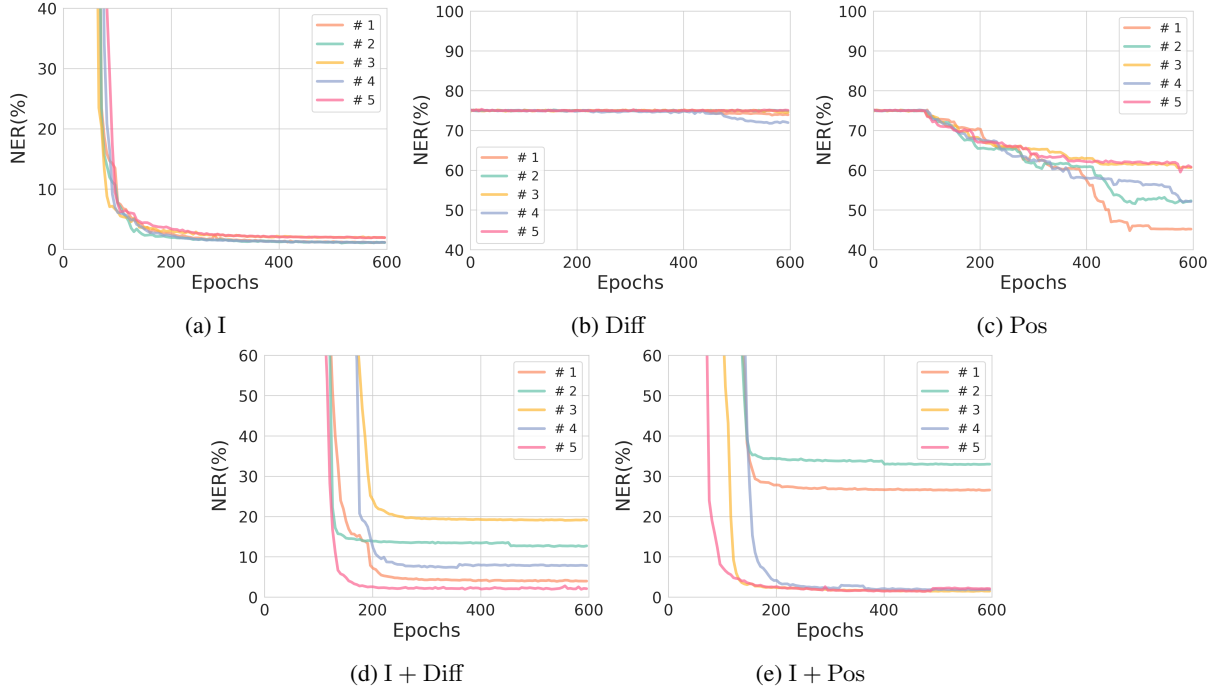 40
30
20
10
0
NER(%)
0 200 400 600
Epochs
# 1
# 2
# 3
# 4
# 5
(a) I
100
90
80
70
60
50
40
NER(%)
0 200 400 600
Epochs
# 1
# 2
# 3
# 4
# 5
(b) Diff
100
90
80
70
60
50
40
NER(%)
0 200 400 600
Epochs
# 1
# 2
# 3
# 4
# 5
(c) Pos
60
50
40
30
20
10
0
NER(%)
0 200 400 600
Epochs
# 1
# 2
# 3
# 4
# 5
(d) I + Diff
60
50
40
30
20
10
0
NER(%)
0 200 400 600
Epochs
# 1
# 2
# 3
# 4
# 5
(e) I + Pos